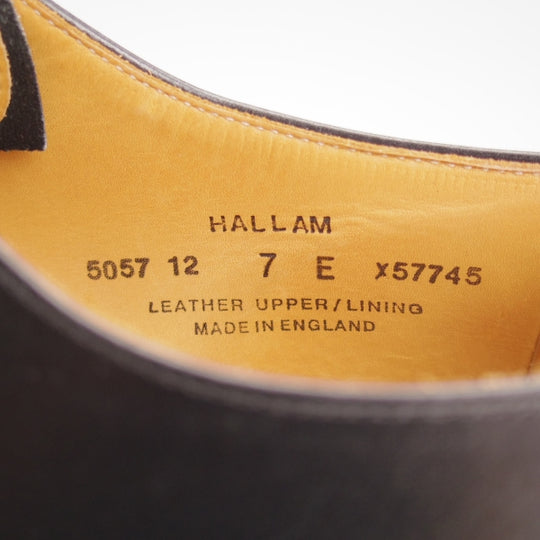 HALLAM
5057 12 7 E X57745
LEATHER UPPER/LINING
MADE IN ENGLAND